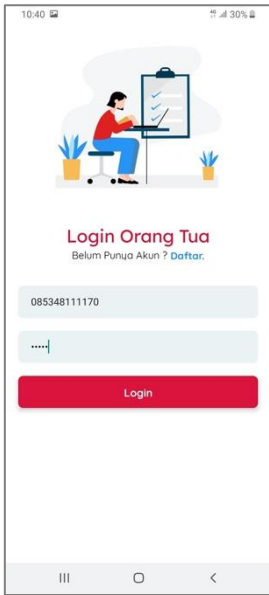 10:40 30%
Login Orang Tua
Belum Punya Akun ? Daftar.
085348111170
•••••
Login